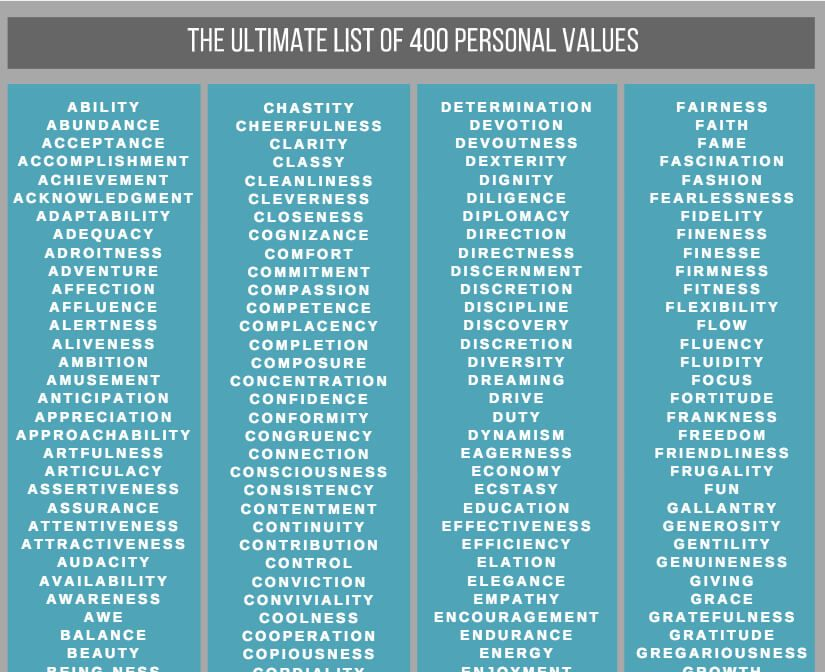 THE ULTIMATE LIST OF 400 PERSONAL VALUES
ABILITY
ABUNDANCE
ACCEPTANCE
ACCOMPLISHMENT
ACHIEVEMENT
ACKNOWLEDGMENT
ADAPTABILITY
ADEQUACY
ADROITNESS
ADVENTURE
AFFECTION
AFFLUENCE
ALERTNESS
ALIVENESS
AMBITION
AMUSEMENT
ANTICIPATION
APPRECIATION
APPROACHABILITY
ARTFULNESS
ARTICULACY
ASSERTIVENESS
ASSURANCE
ATTENTIVENESS
ATTRACTIVENESS
AUDACITY
AVAILABILITY
AWARENESS
AWE
BALANCE
BEAUTY
BEING-NESS
CHASTITY
CHEERFULNESS
CLARITY
CLASSY
CLEANLINESS
CLEVERNESS
CLOSENESS
COGNIZANCE
COMFORT
COMMITMENT
COMPASSION
COMPETENCE
COMPLACENCY
COMPLETION
COMPOSURE
CONCENTRATION
CONFIDENCE
CONFORMITY
CONGRUENCY
CONNECTION
CONSCIOUSNESS
CONSISTENCY
CONTENTMENT
CONTINUITY
CONTRIBUTION
CONTROL
CONVICTION
CONVIVIALITY
COOLNESS
COOPERATION
COPIOUSNESS
CORDIALITY
DETERMINATION
DEVOTION
DEVOUTNESS
DEXTERITY
DIGNITY
DILIGENCE
DIPLOMACY
DIRECTION
DIRECTNESS
DISCERNMENT
DISCRETION
DISCIPLINE
DISCOVERY
DISCRETION
DIVERSITY
DREAMING
DRIVE
DUTY
DYNAMISM
EAGERNESS
ECONOMY
ECSTASY
EDUCATION
EFFECTIVENESS
EFFICIENCY
ELATION
ELEGANCE
EMPATHY
ENCOURAGEMENT
ENDURANCE
ENERGY
ENJOYMENT
FAIRNESS
FAITH
FAME
FASCINATION
FASHION
FEARLESSNESS
FIDELITY
FINENESS
FINESSE
FIRMNESS
FITNESS
FLEXIBILITY
FLOW
FLUENCY
FLUIDITY
FOCUS
FORTITUDE
FRANKNESS
FREEDOM
FRIENDLINESS
FRUGALITY
FUN
GALLANTRY
GENEROSITY
GENTILITY
GENUINENESS
GIVING
GRACE
GRATEFULNESS
GRATITUDE
GREGARIOUSNESS
GROWTH